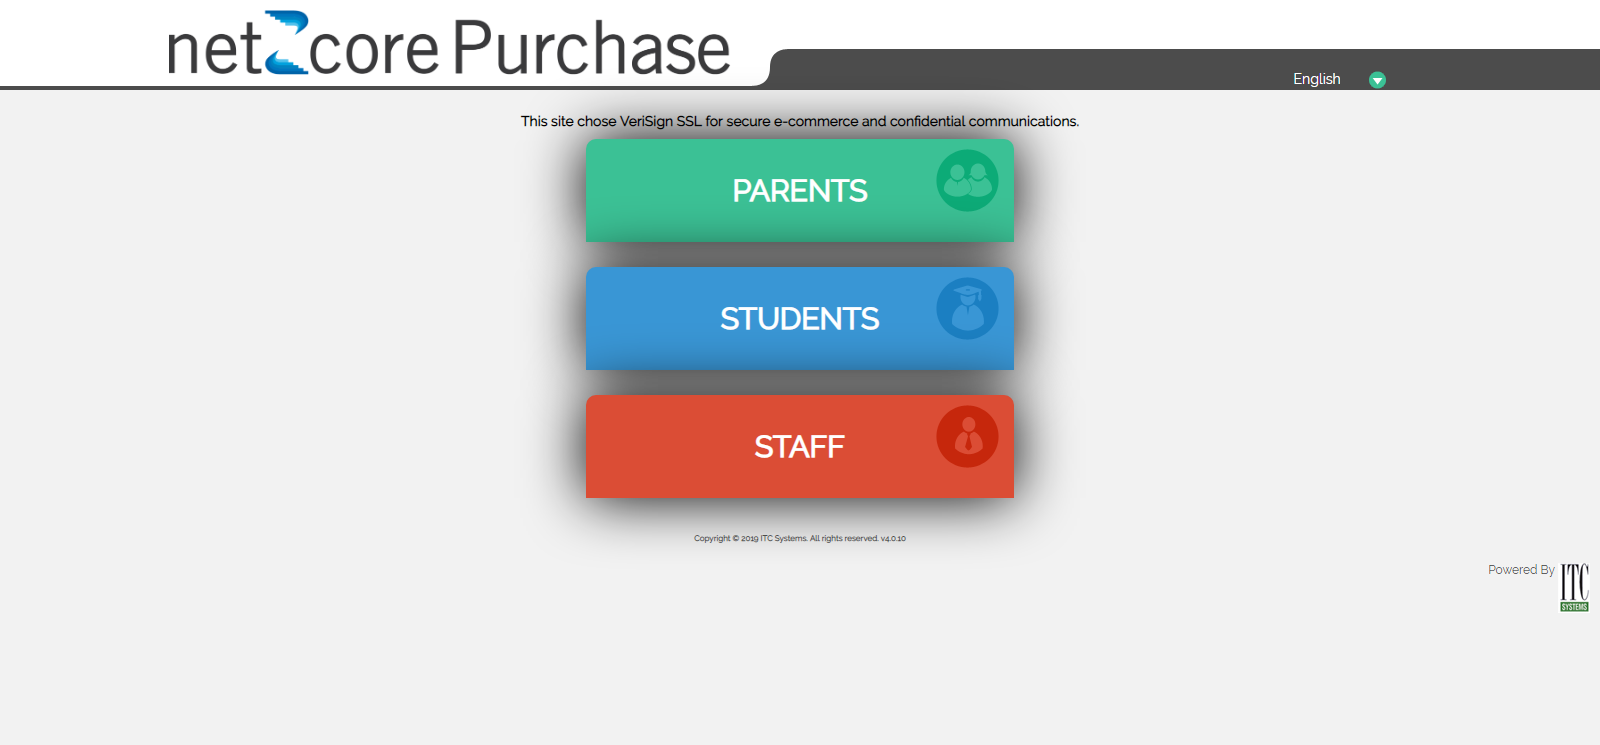 net2core Purchase
English
This site chose VeriSign SSL for secure e-commerce and confidential communications.
PARENTS
STUDENTS
STAFF
Copyright © 2019 ITC Systems. All rights reserved. v4.0.10
Powered By
ITC
SYSTEMS